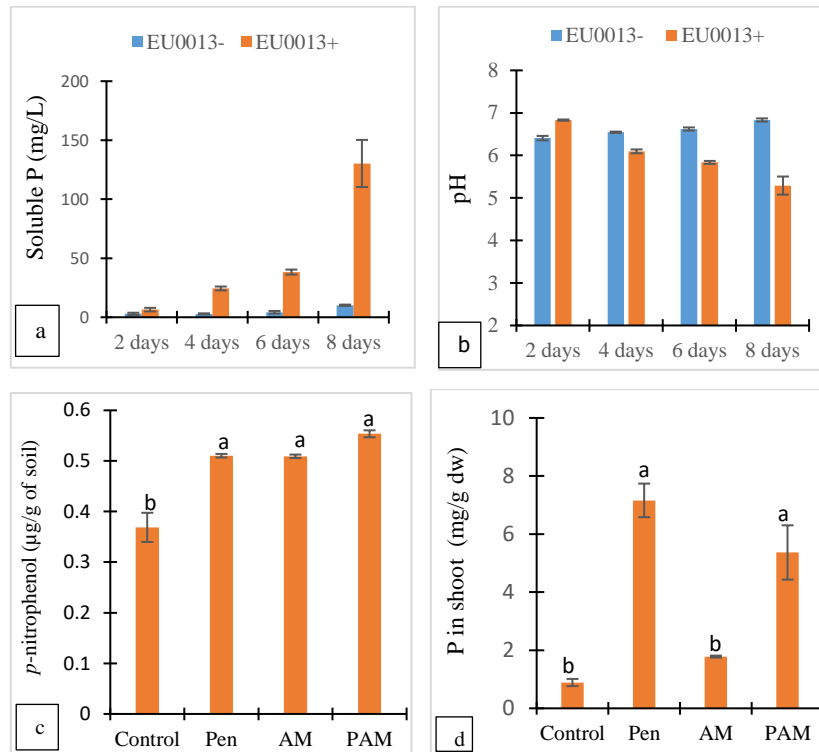 EU0013- EU0013+
Soluble P (mg/L)
200
150
100
50
0
2 days 4 days 6 days 8 days
a
EU0013- EU0013+
pH
8
7
6
5
4
3
2
2 days 4 days 6 days 8 days
b
p-nitrophenol (µg/g of soil)
0.6
0.5
0.4
0.3
0.2
0.1
0
b a a a
Control Pen AM PAM
c
P in shoot (mg/g dw)
10
8
6
4
2
0
b a b a
Control Pen AM PAM
d